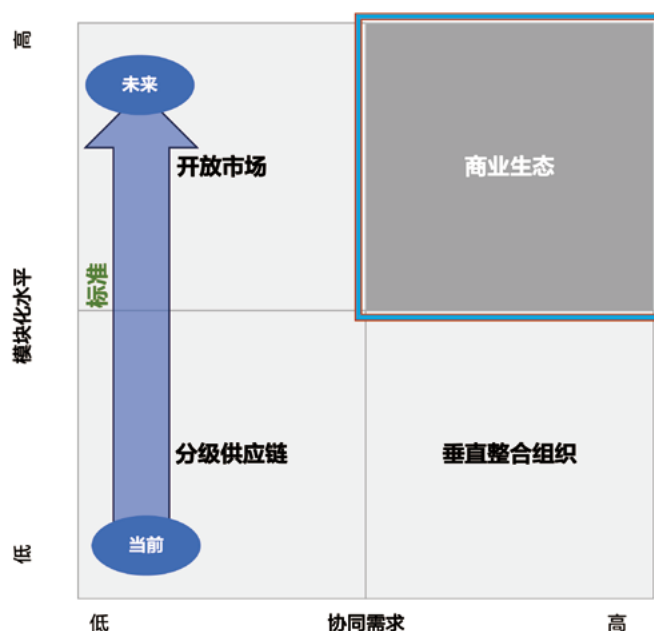 高
未来
开放市场
商业生态
标准
模块化水平
分级供应链
垂直整合组织
当前
低
低
协同需求
高